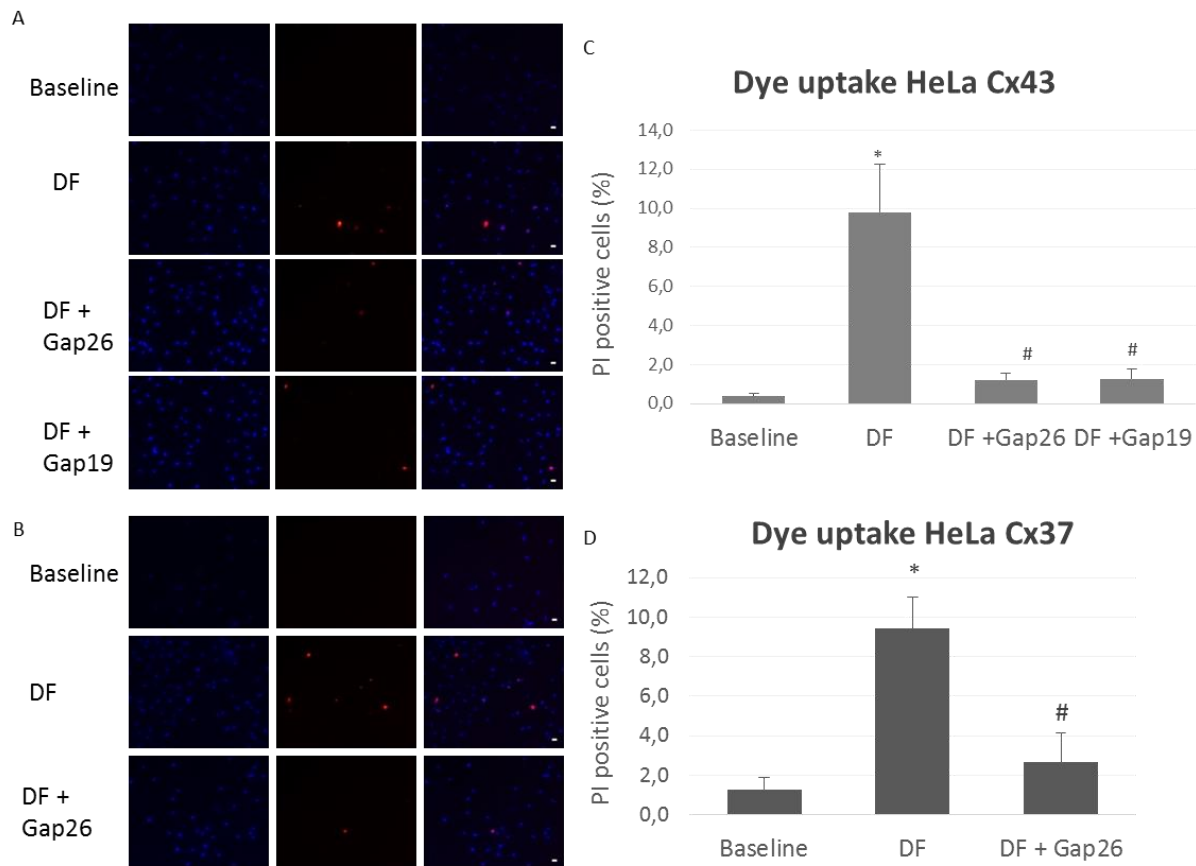 A
Baseline
DF
DF +
Gap26
DF +
Gap19
B
Baseline
DF
DF +
Gap26
C
Dye uptake HeLa Cx43
PI positive cells (%)
14,0
12,0
10,0
8,0
6,0
4,0
2,0
0,0
*
#
#
Baseline
DF
DF +Gap26
DF +Gap19
D
Dye uptake HeLa Cx37
PI positive cells (%)
12,0
10,0
8,0
6,0
4,0
2,0
0,0
*
#
Baseline
DF
DF + Gap26